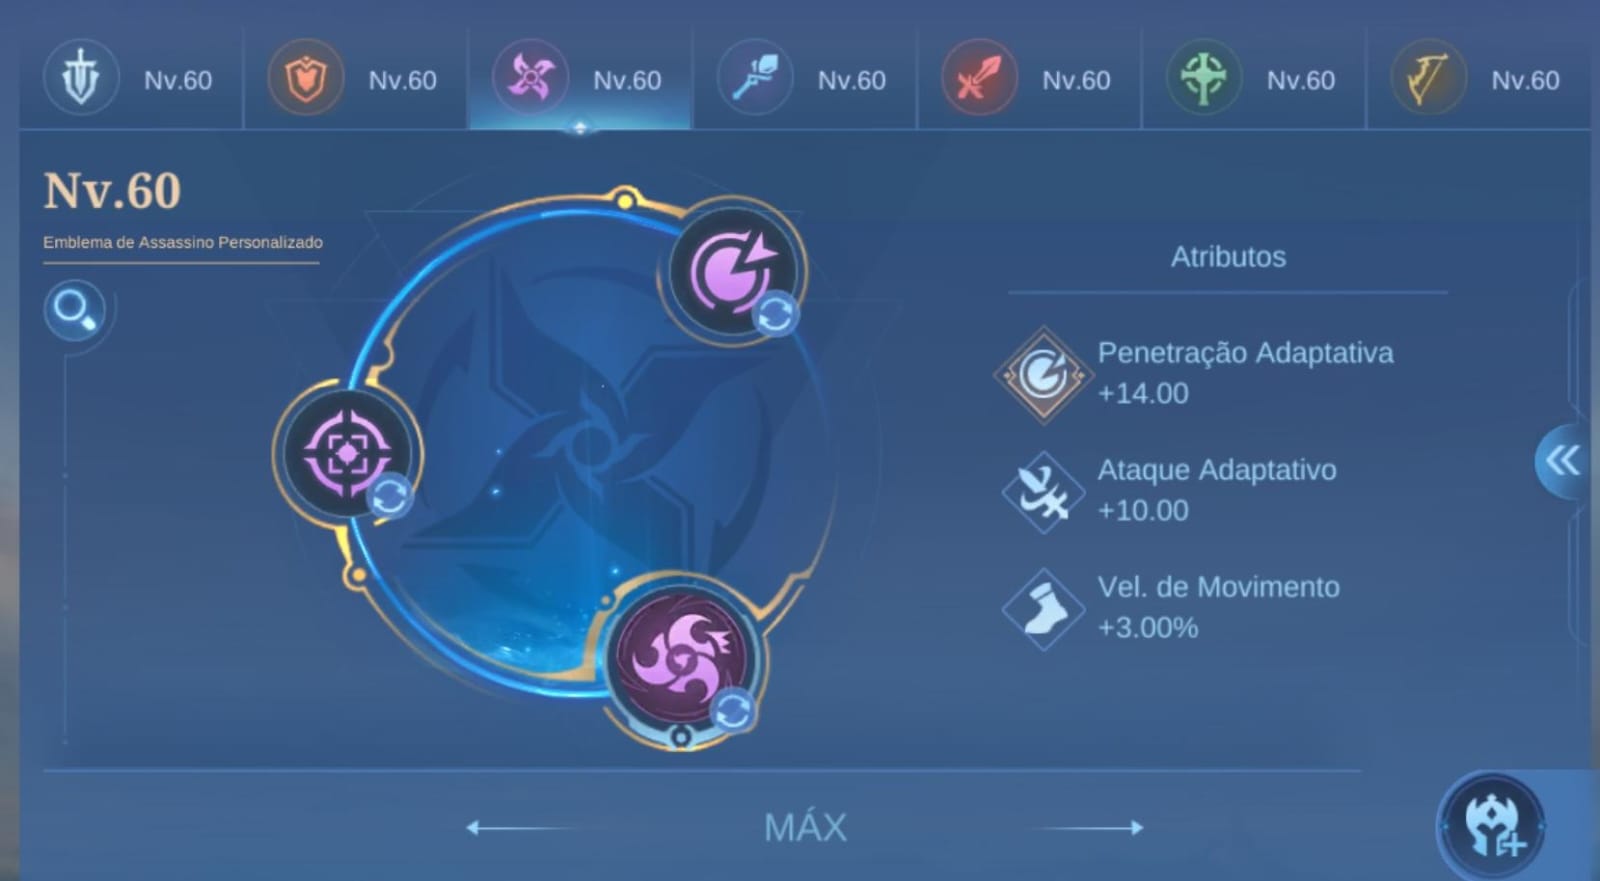 Nv.60
Nv.60
Nv.60
Nv.60
Nv.60
Nv.60
Nv.60
Nv.60
Emblema de Assassino Personalizado
Atributos
Penetração Adaptativa
+14.00
Ataque Adaptativo
+10.00
Vel. de Movimento
+3.00%
MÁX